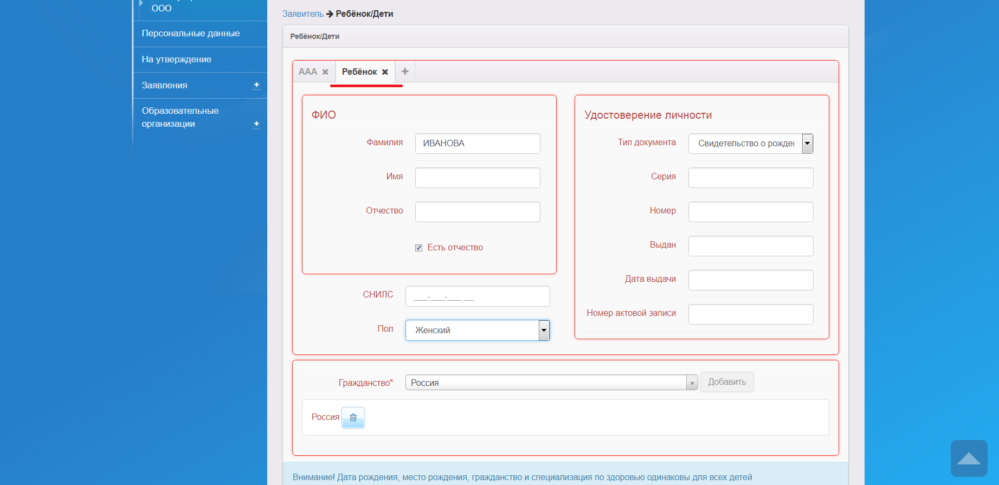 ООО
Персональные данные
На утверждение
Заявления
Образовательные
организации
Заявитель → Ребёнок/Дети
Ребёнок/Дети
ААА
Ребёнок
ФИО
Фамилия ИВАНОВА
Имя
Отчество
Есть отчество
СНИЛС ___-___-___ __
Пол Женский
Удостоверение личности
Тип документа Свидетельство о рожде
Серия
Номер
Выдан
Дата выдачи
Номер актовой записи
Гражданство* Россия Добавить
Россия
Внимание! Дата рождения, место рождения, гражданство и специализация по здоровью одинаковы для всех детей